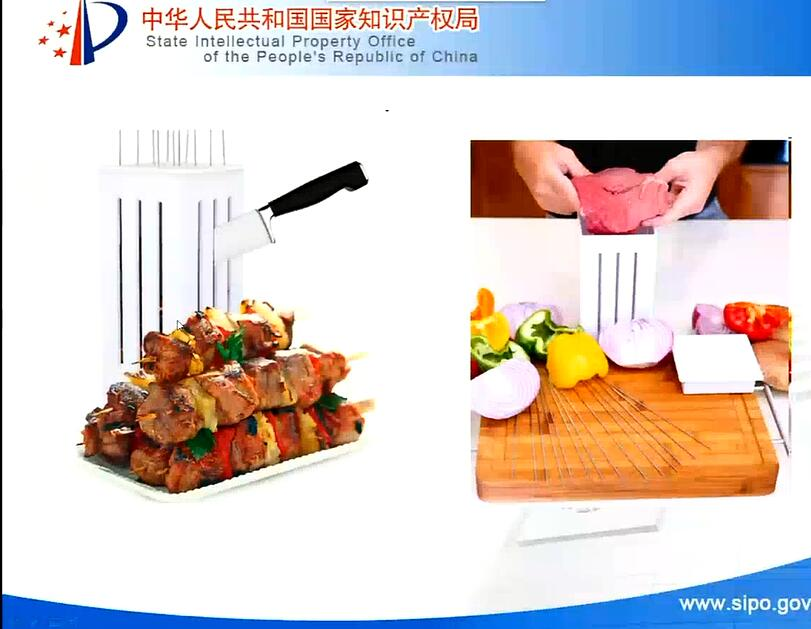 中华人民共和国国家知识产权局
State Intellectual Property Office
of the People's Republic of China
www.sipo.gov